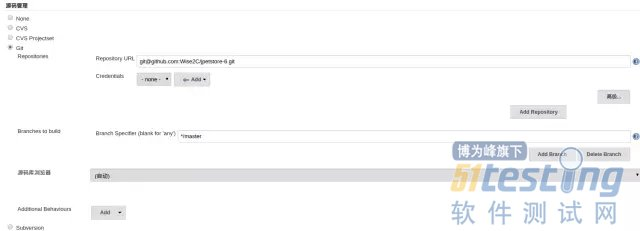 源码管理
None
CVS
CVS Projectset
Git
Repositories
Repository URL git@github.com:Wise2C/jpetstore-6.git
Credentials - none - Add
高级...
Add Repository
Branches to build
Branch Specifier (blank for 'any') */master
Add Branch Delete Branch
源码库浏览器 (自动)
Additional Behaviours Add
Subversion
博为峰旗下
51testing
软件测试网